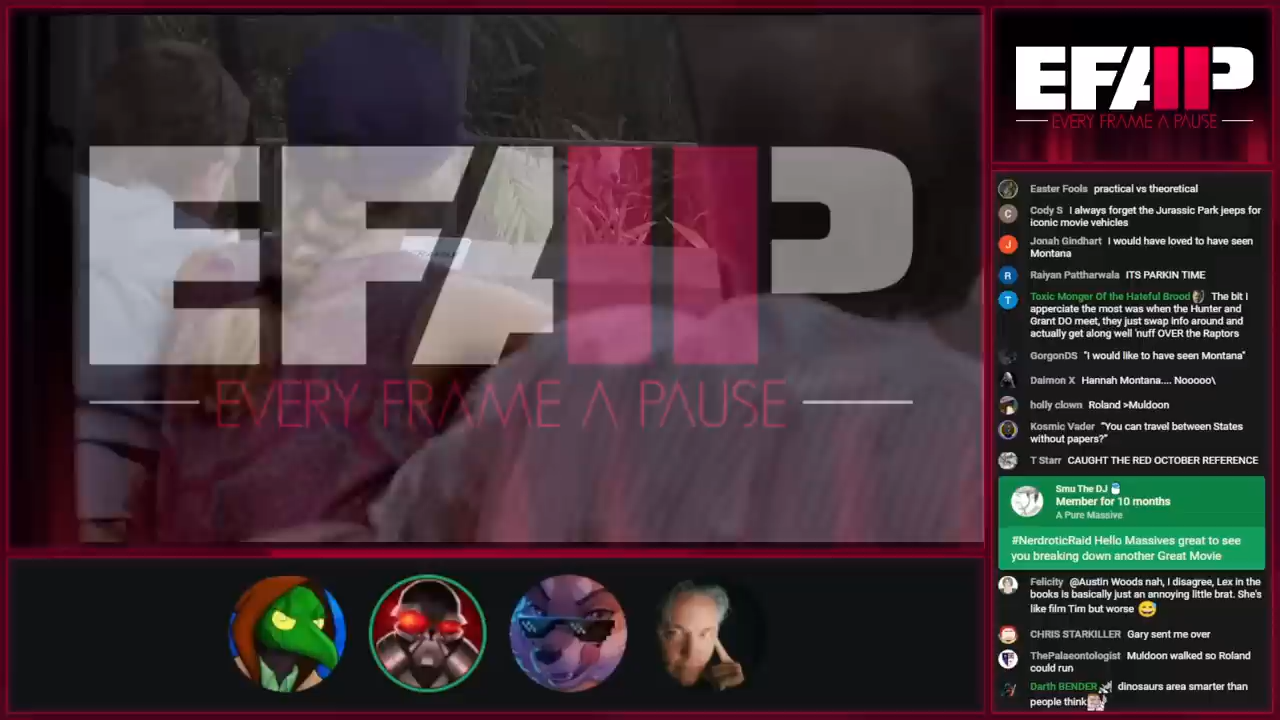 EFAP
EVERY FRAME A PAUSE
EFAP
EVERY FRAME A PAUSE
Easter Fools practical vs theoretical
Cody S I always forget the Jurassic Park jeeps for
iconic movie vehicles
Jonah Gindhart I would have loved to have seen
Montana
Raiyan Pattharwala ITS PARKIN TIME
Toxic Monger Of the Hateful Brood The bit I
apperciate the most was when the Hunter and
Grant DO meet, they just swap info around and
actually get along well 'nuff OVER the Raptors
GorgonDS "I would like to have seen Montana"
Daimon X Hannah Montana.... Nooooo\
holly clown Roland >Muldoon
Kosmic Vader "You can travel between States
without papers?"
T Starr CAUGHT THE RED OCTOBER REFERENCE
Smu The DJ
Member for 10 months
A Pure Massive
#NerdroticRaid Hello Massives great to see
you breaking down another Great Movie
Felicity @Austin Woods nah, I disagree, Lex in the
books is basically just an annoying little brat. She's
like film Tim but worse
CHRIS STARKILLER Gary sent me over
ThePalaeontologist Muldoon walked so Roland
could run
Darth BENDER dinosaurs area smarter than
people think